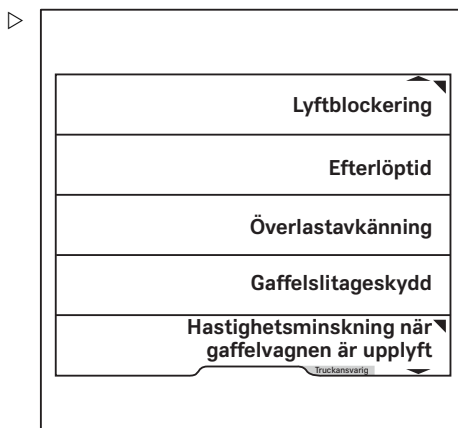 Lyftblockering
Efterlöptid
Överlastavkänning
Gaffelslitageskydd
Hastighetsminskning när
gaffelvagnen är upplyft
Truckansvarig